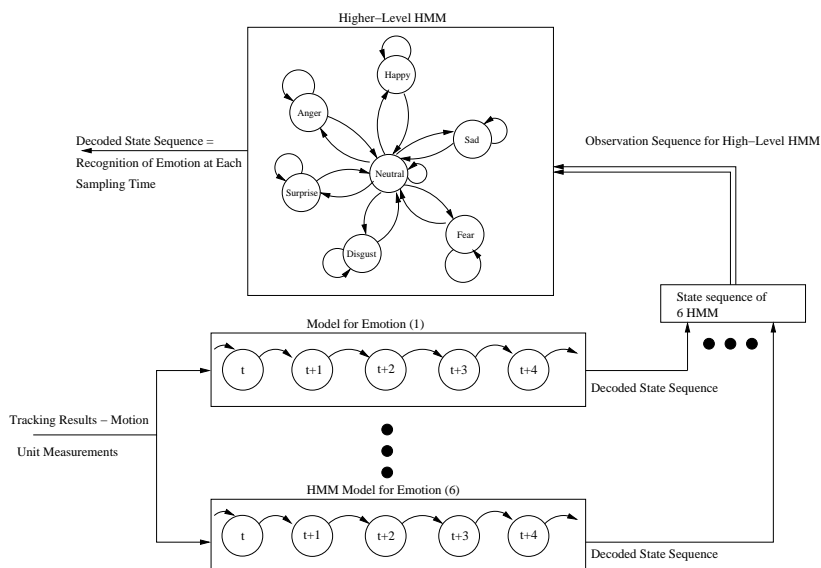 Higher–Level HMM
Happy
Anger
Sad
Decoded State Sequence =
Recognition of Emotion at Each
Sampling Time
Observation Sequence for High–Level HMM
Neutral
Surprise
Fear
Disgust
State sequence of
6 HMM
Model for Emotion (1)
t t+1 t+2 t+3 t+4
Decoded State Sequence
Tracking Results – Motion
Unit Measurements
HMM Model for Emotion (6)
t t+1 t+2 t+3 t+4
Decoded State Sequence